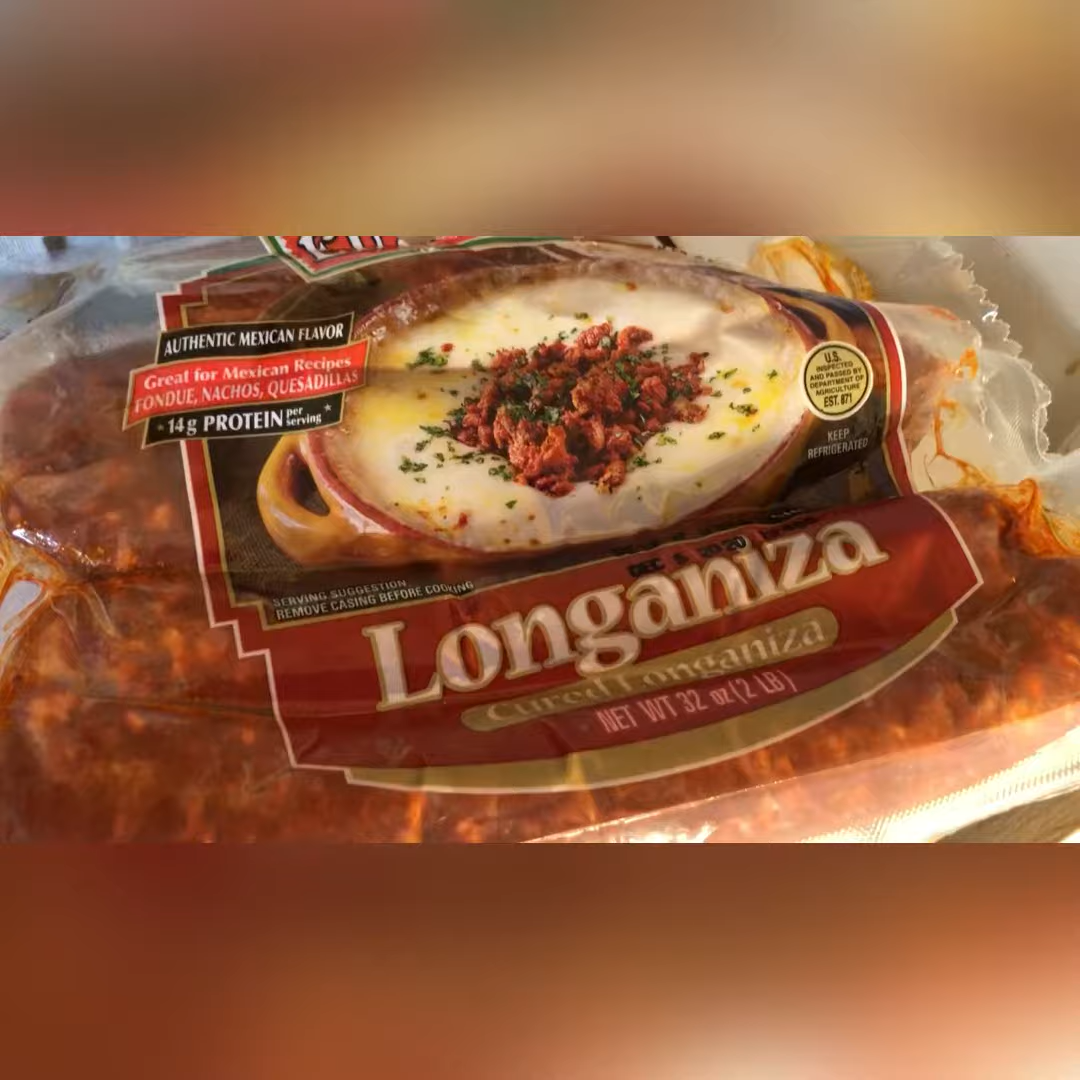 AUTHENTIC MEXICAN FLAVOR
Great for Mexican Recipes
FONDUE, NACHOS, QUESADILLAS
* 14g PROTEIN per serving *
U.S.
INSPECTED
AND PASSED BY
DEPARTMENT OF
AGRICULTURE
EST. 871
KEEP
REFRIGERATED
DEC 2020
SERVING SUGGESTION
REMOVE CASING BEFORE COOKING
Longaniza
Cured Longaniza
NET WT 32 oz (2 LB)